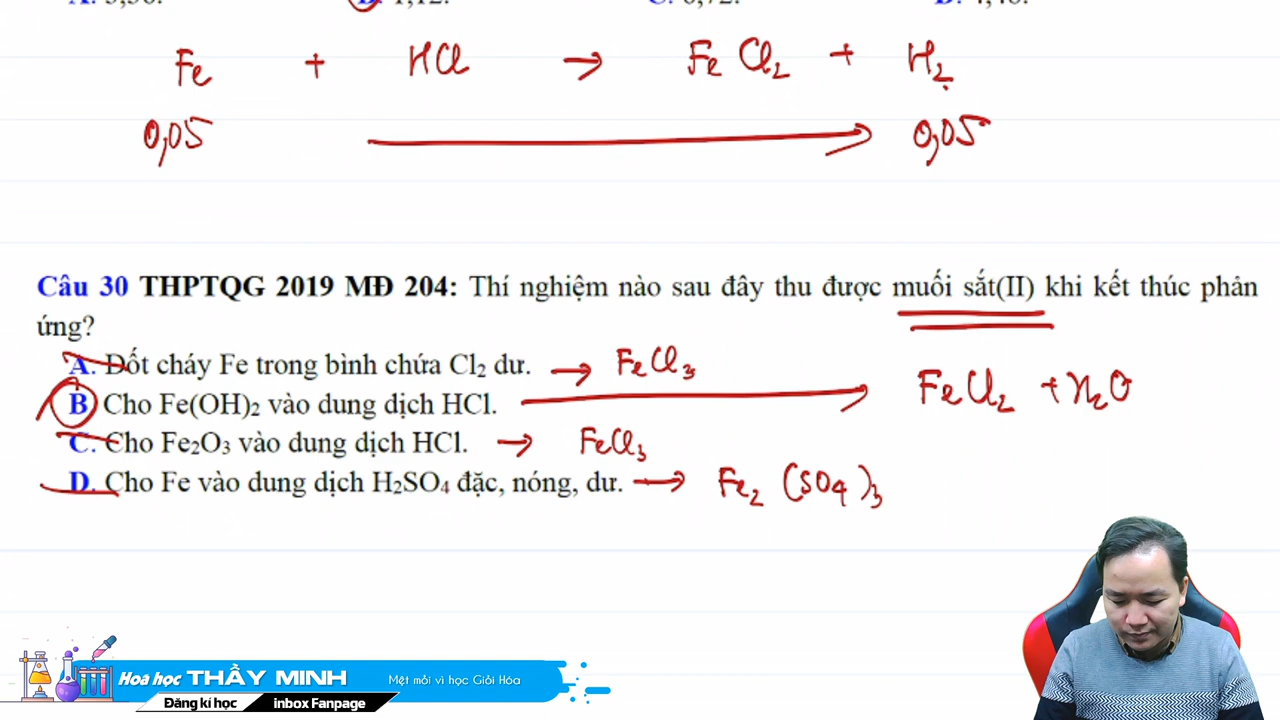 Fe + HCl → FeCl₂ + H₂
0,05 → 0,05
Câu 30 THPTQG 2019 MĐ 204: Thí nghiệm nào sau đây thu được muối sắt(II) khi kết thúc phản
ứng?
A. Đốt cháy Fe trong bình chứa Cl₂ dư. → FeCl₃
B. Cho Fe(OH)₂ vào dung dịch HCl. → FeCl₂ + H₂O
C. Cho Fe₂O₃ vào dung dịch HCl. → FeCl₃
D. Cho Fe vào dung dịch H₂SO₄ đặc, nóng, dư. → Fe₂(SO₄)₃
Hoá học THẦY MINH
Mệt mỏi vì học Giỏi Hóa
Đăng kí học inbox Fanpage